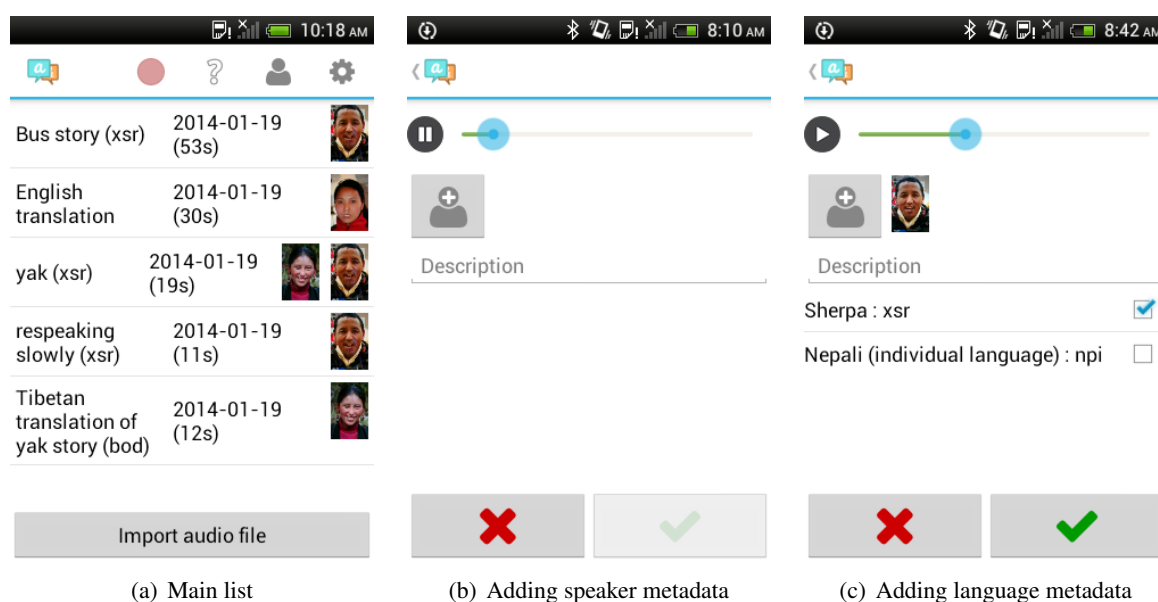 10:18 AM
Bus story (xsr)
2014-01-19
(53s)
English
translation
2014-01-19
(30s)
yak (xsr)
2014-01-19
(19s)
respeaking
slowly (xsr)
2014-01-19
(11s)
Tibetan
translation of
yak story (bod)
2014-01-19
(12s)
Import audio file
(a) Main list
8:10 AM
Description
(b) Adding speaker metadata
8:42 AM
Description
Sherpa : xsr
Nepali (individual language) : npi
(c) Adding language metadata